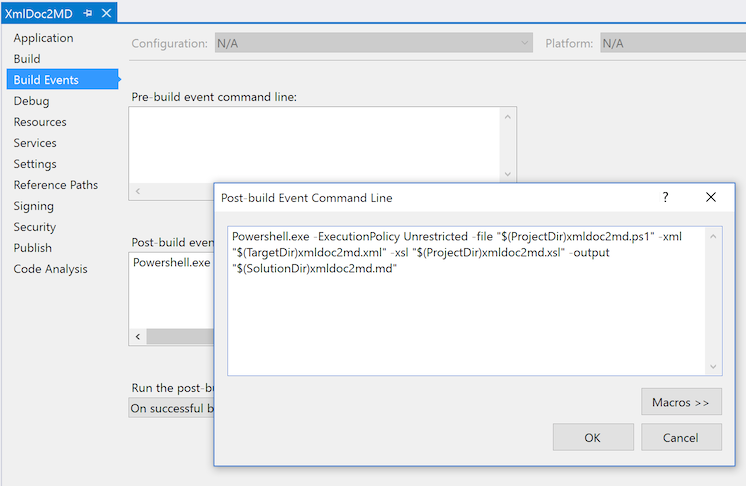 XmlDoc2MD
Application
Build
Build Events
Debug
Resources
Services
Settings
Reference Paths
Signing
Security
Publish
Code Analysis
Configuration: N/A Platform: N/A
Pre-build event command line:
Post-build even
Powershell.exe
Run the post-bu
On successful b
Post-build Event Command Line
Powershell.exe -ExecutionPolicy Unrestricted -file "$(ProjectDir)xmldoc2md.ps1" -xml
"$(TargetDir)xmldoc2md.xml" -xsl "$(ProjectDir)xmldoc2md.xsl" -output
"$(SolutionDir)xmldoc2md.md"
Macros >>
OK Cancel